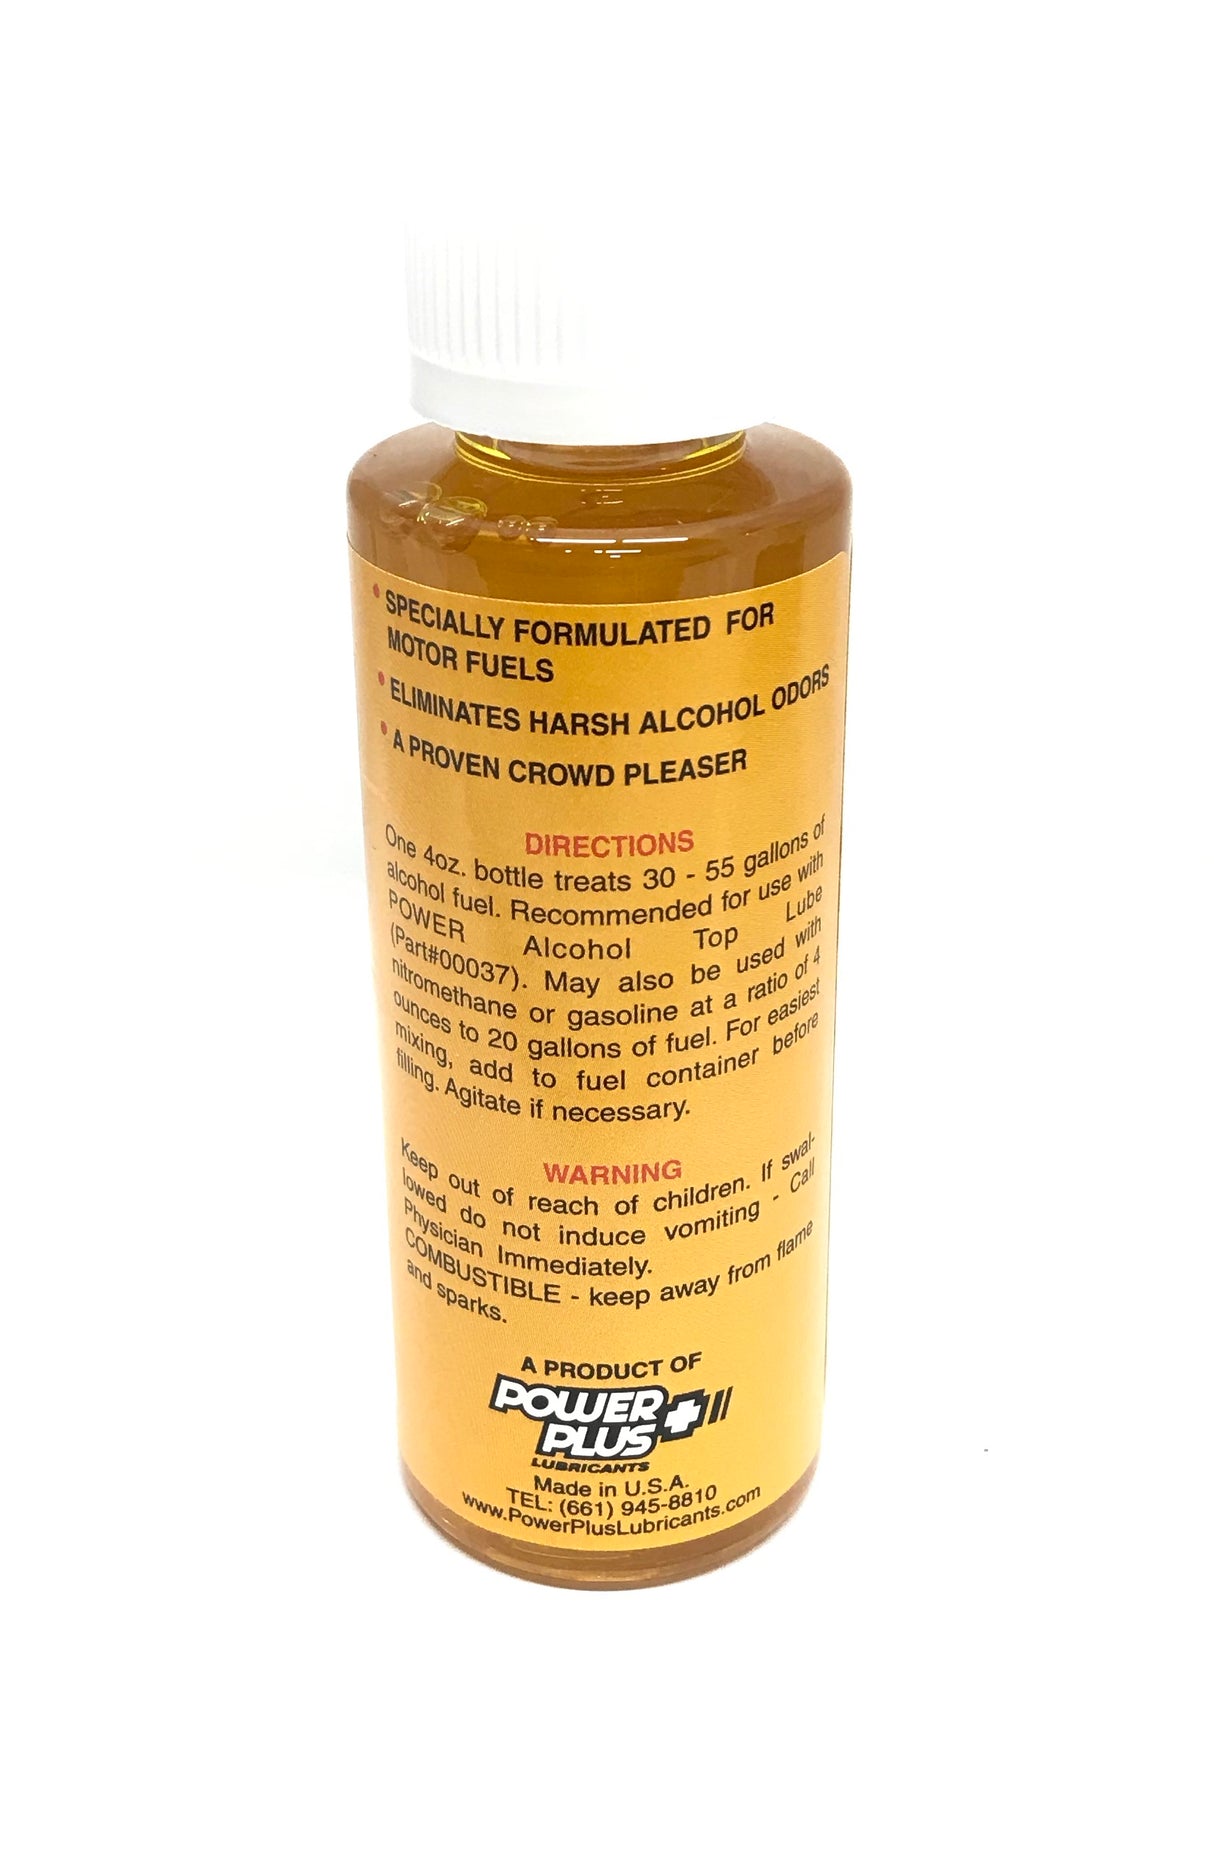 • SPECIALLY FORMULATED FOR
MOTOR FUELS
• ELIMINATES HARSH ALCOHOL ODORS
• A PROVEN CROWD PLEASER
DIRECTIONS
One 4oz. bottle treats 30 - 55 gallons of
alcohol fuel. Recommended for use with
POWER Alcohol Top Lube
(Part#00037). May also be used with
nitromethane or gasoline at a ratio of 4
ounces to 20 gallons of fuel. For easiest
mixing, add to fuel container before
filling. Agitate if necessary.
WARNING
Keep out of reach of children. If swal-
lowed do not induce vomiting - Call
Physician Immediately.
COMBUSTIBLE - keep away from flame
and sparks.
A PRODUCT OF
POWER
PLUS
LUBRICANTS
Made in U.S.A.
TEL: (661) 945-8810
www.PowerPlusLubricants.com